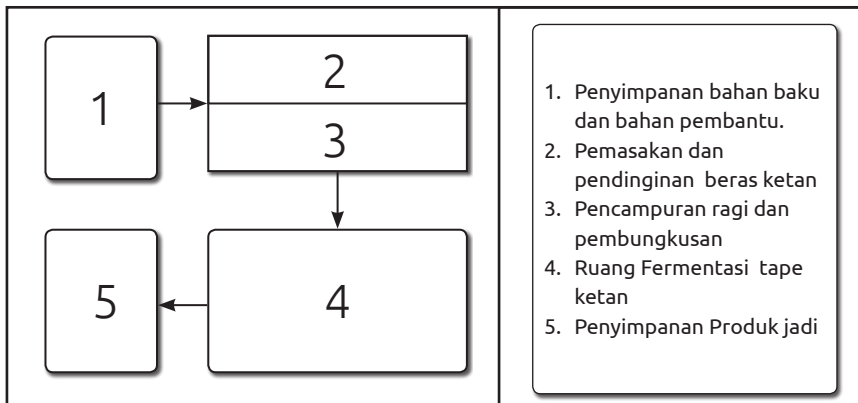 1
2
3
4
5
1. Penyimpanan bahan baku
dan bahan pembantu.
2. Pemasakan dan
pendinginan beras ketan
3. Pencampuran ragi dan
pembungkusan
4. Ruang Fermentasi tape
ketan
5. Penyimpanan Produk jadi